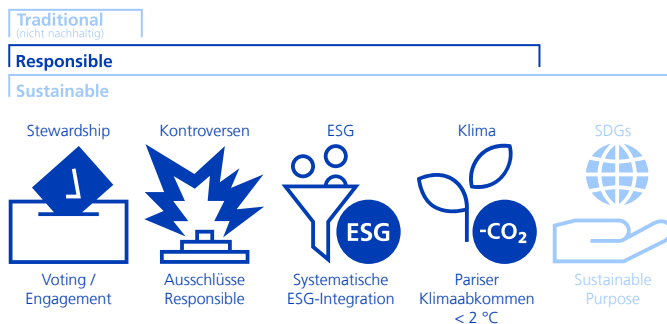 Traditional
(nicht nachhaltig)
Responsible
Sustainable
Stewardship
Kontroversen
ESG
Klima
SDGs
ESG
-CO₂
Voting /
Engagement
Ausschlüsse
Responsible
Systematische
ESG-Integration
Pariser
Klimaabkommen
< 2 °C
Sustainable
Purpose